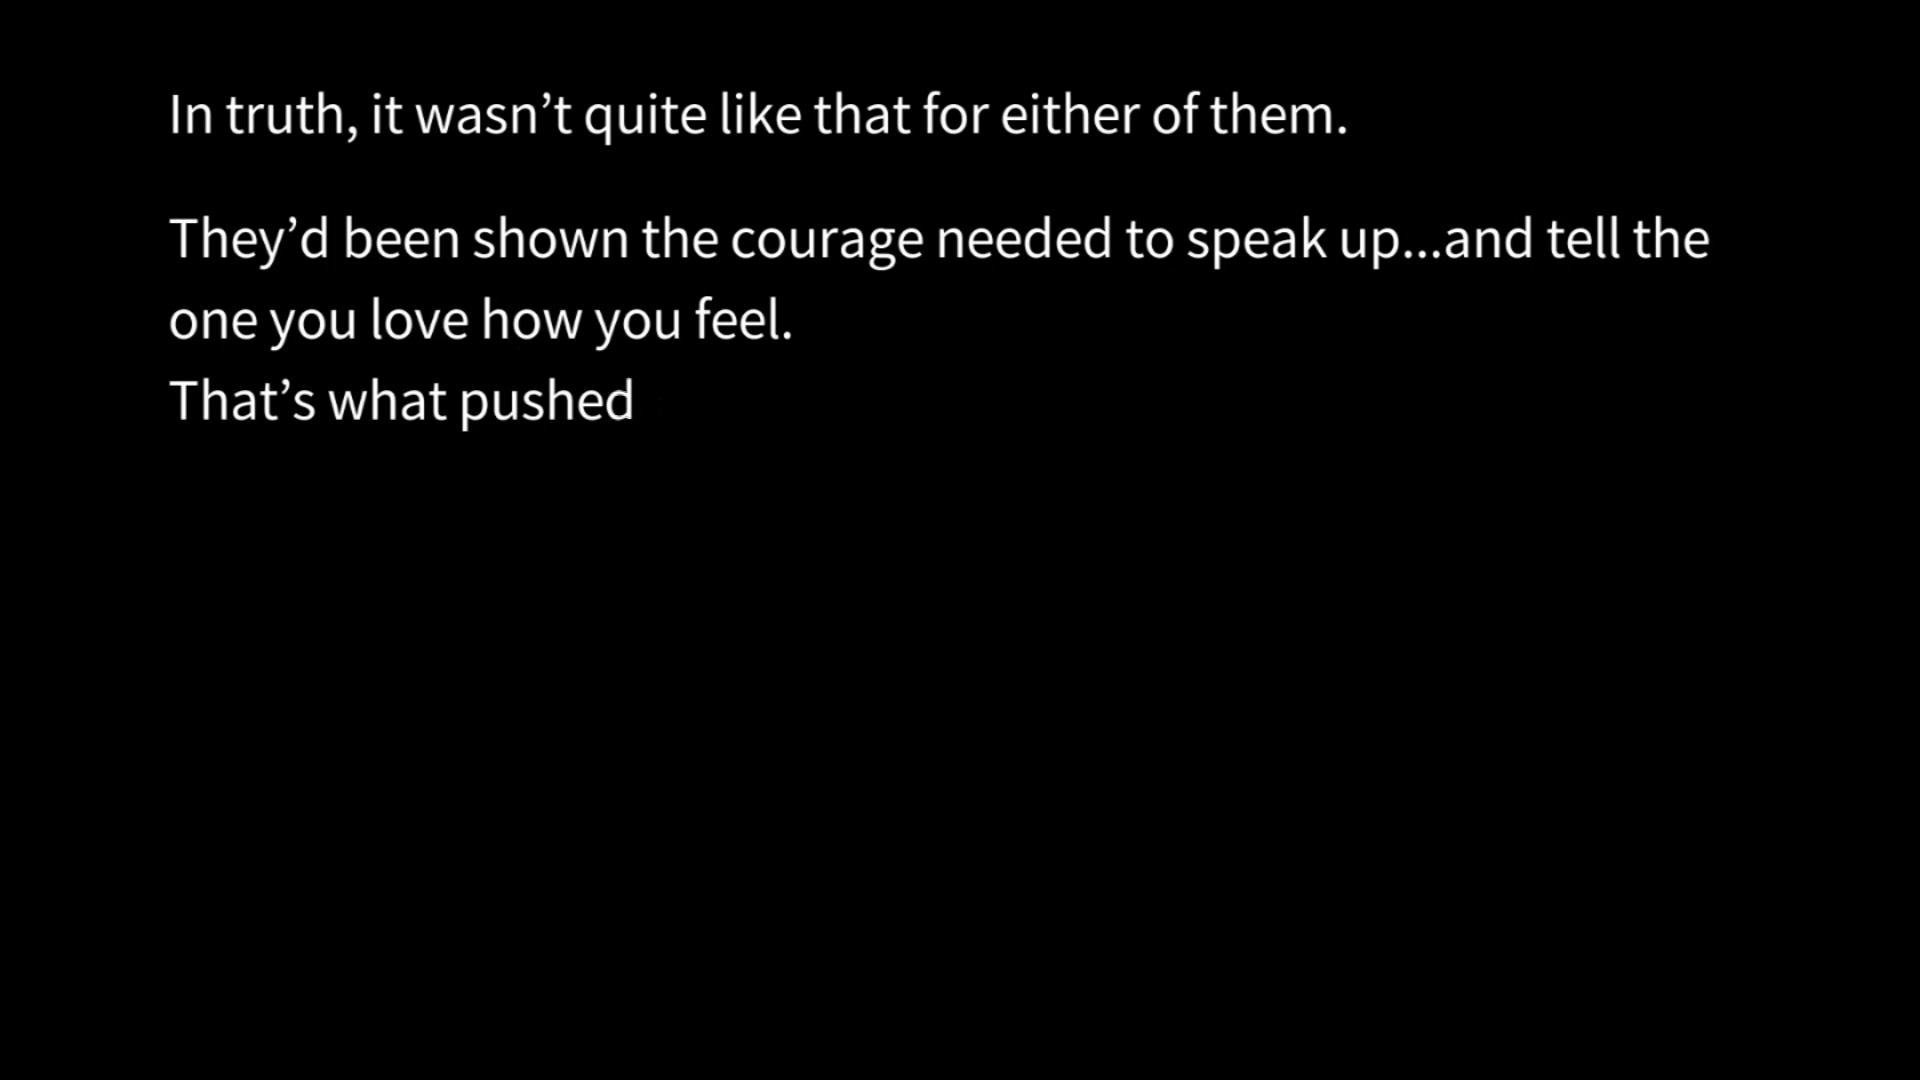 In truth, it wasn’t quite like that for either of them.
They’d been shown the courage needed to speak up...and tell the
one you love how you feel.
That’s what pushed